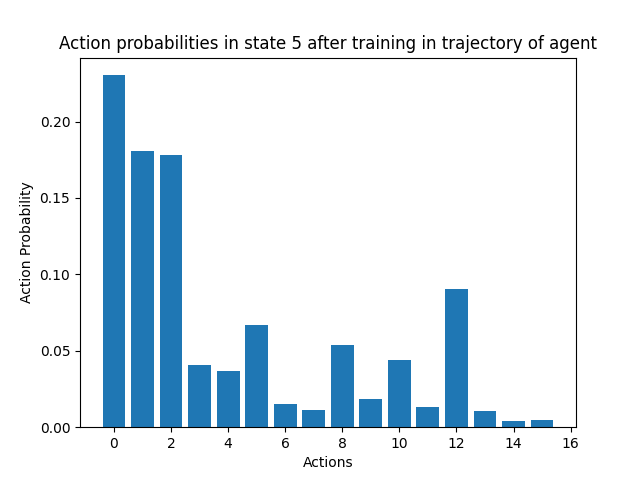 Action probabilities in state 5 after training in trajectory of agent
Action Probability
0.20
0.15
0.10
0.05
0.00
0 2 4 6 8 10 12 14 16
Actions